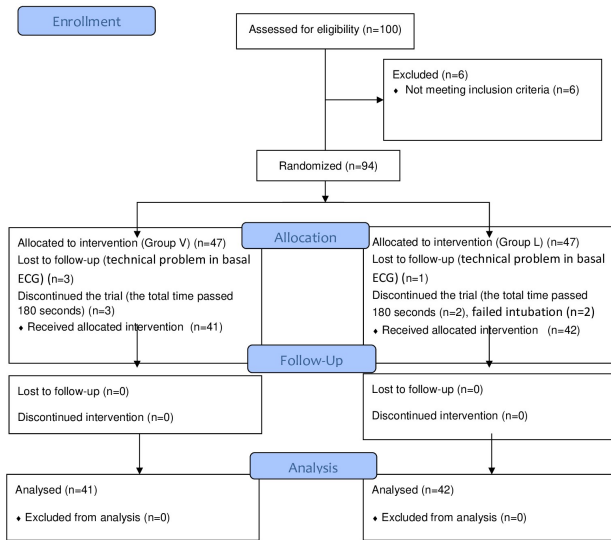 Enrollment
Assessed for eligibility (n=100)
Excluded (n=6)
♦ Not meeting inclusion criteria (n=6)
Randomized (n=94)
Allocation
Allocated to intervention (Group V) (n=47)
Lost to follow-up (technical problem in basal
ECG) (n=3)
Discontinued the trial (the total time passed
180 seconds) (n=3)
♦ Received allocated intervention (n=41)
Allocated to intervention (Group L) (n=47)
Lost to follow-up (technical problem in basal
ECG) (n=1)
Discontinued the trial (the total time passed
180 seconds (n=2), failed intubation (n=2)
♦ Received allocated intervention (n=42)
Follow-Up
Lost to follow-up (n=0)
Discontinued intervention (n=0)
Lost to follow-up (n=0)
Discontinued intervention (n=0)
Analysis
Analysed (n=41)
♦ Excluded from analysis (n=0)
Analysed (n=42)
♦ Excluded from analysis (n=0)